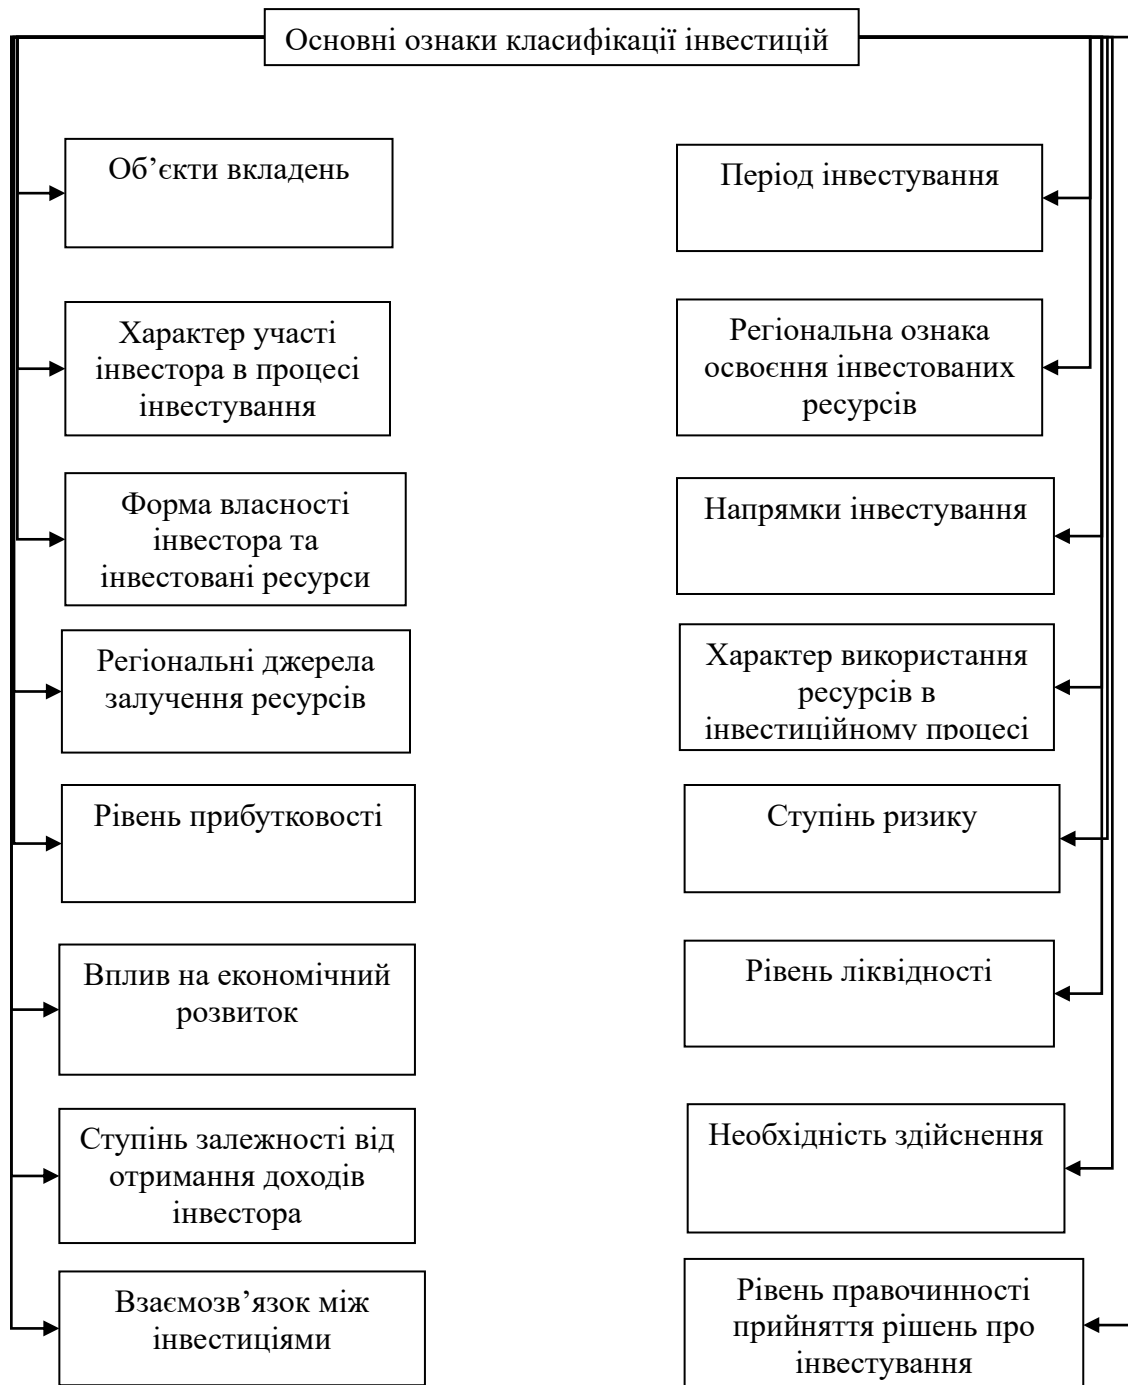 Основні ознаки класифікації інвестицій
Об’єкти вкладень
Період інвестування
Характер участі
інвестора в процесі
інвестування
Регіональна ознака
освоєння інвестованих
ресурсів
Форма власності
інвестора та
інвестовані ресурси
Напрямки інвестування
Регіональні джерела
залучення ресурсів
Характер використання
ресурсів в
інвестиційному процесі
Рівень прибутковості
Ступінь ризику
Вплив на економічний
розвиток
Рівень ліквідності
Ступінь залежності від
отримання доходів
інвестора
Необхідність здійснення
Взаємозв’язок між
інвестиціями
Рівень правочинності
прийняття рішень про
інвестування